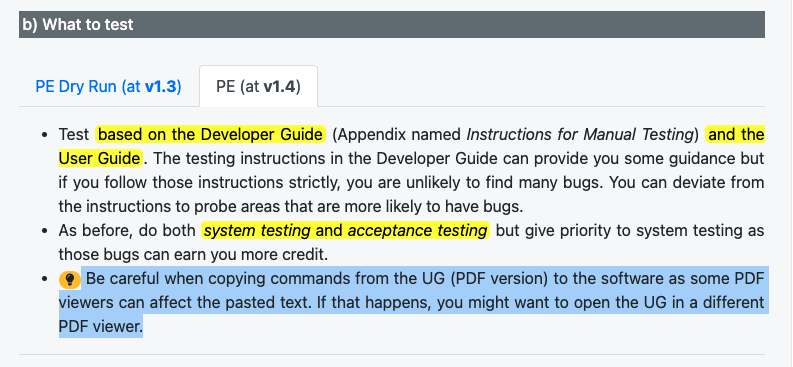 b) What to test
PE Dry Run (at v1.3) PE (at v1.4)
• Test based on the Developer Guide (Appendix named Instructions for Manual Testing) and the
User Guide. The testing instructions in the Developer Guide can provide you some guidance but
if you follow those instructions strictly, you are unlikely to find many bugs. You can deviate from
the instructions to probe areas that are more likely to have bugs.
• As before, do both system testing and acceptance testing but give priority to system testing as
those bugs can earn you more credit.
• Be careful when copying commands from the UG (PDF version) to the software as some PDF
viewers can affect the pasted text. If that happens, you might want to open the UG in a different
PDF viewer.